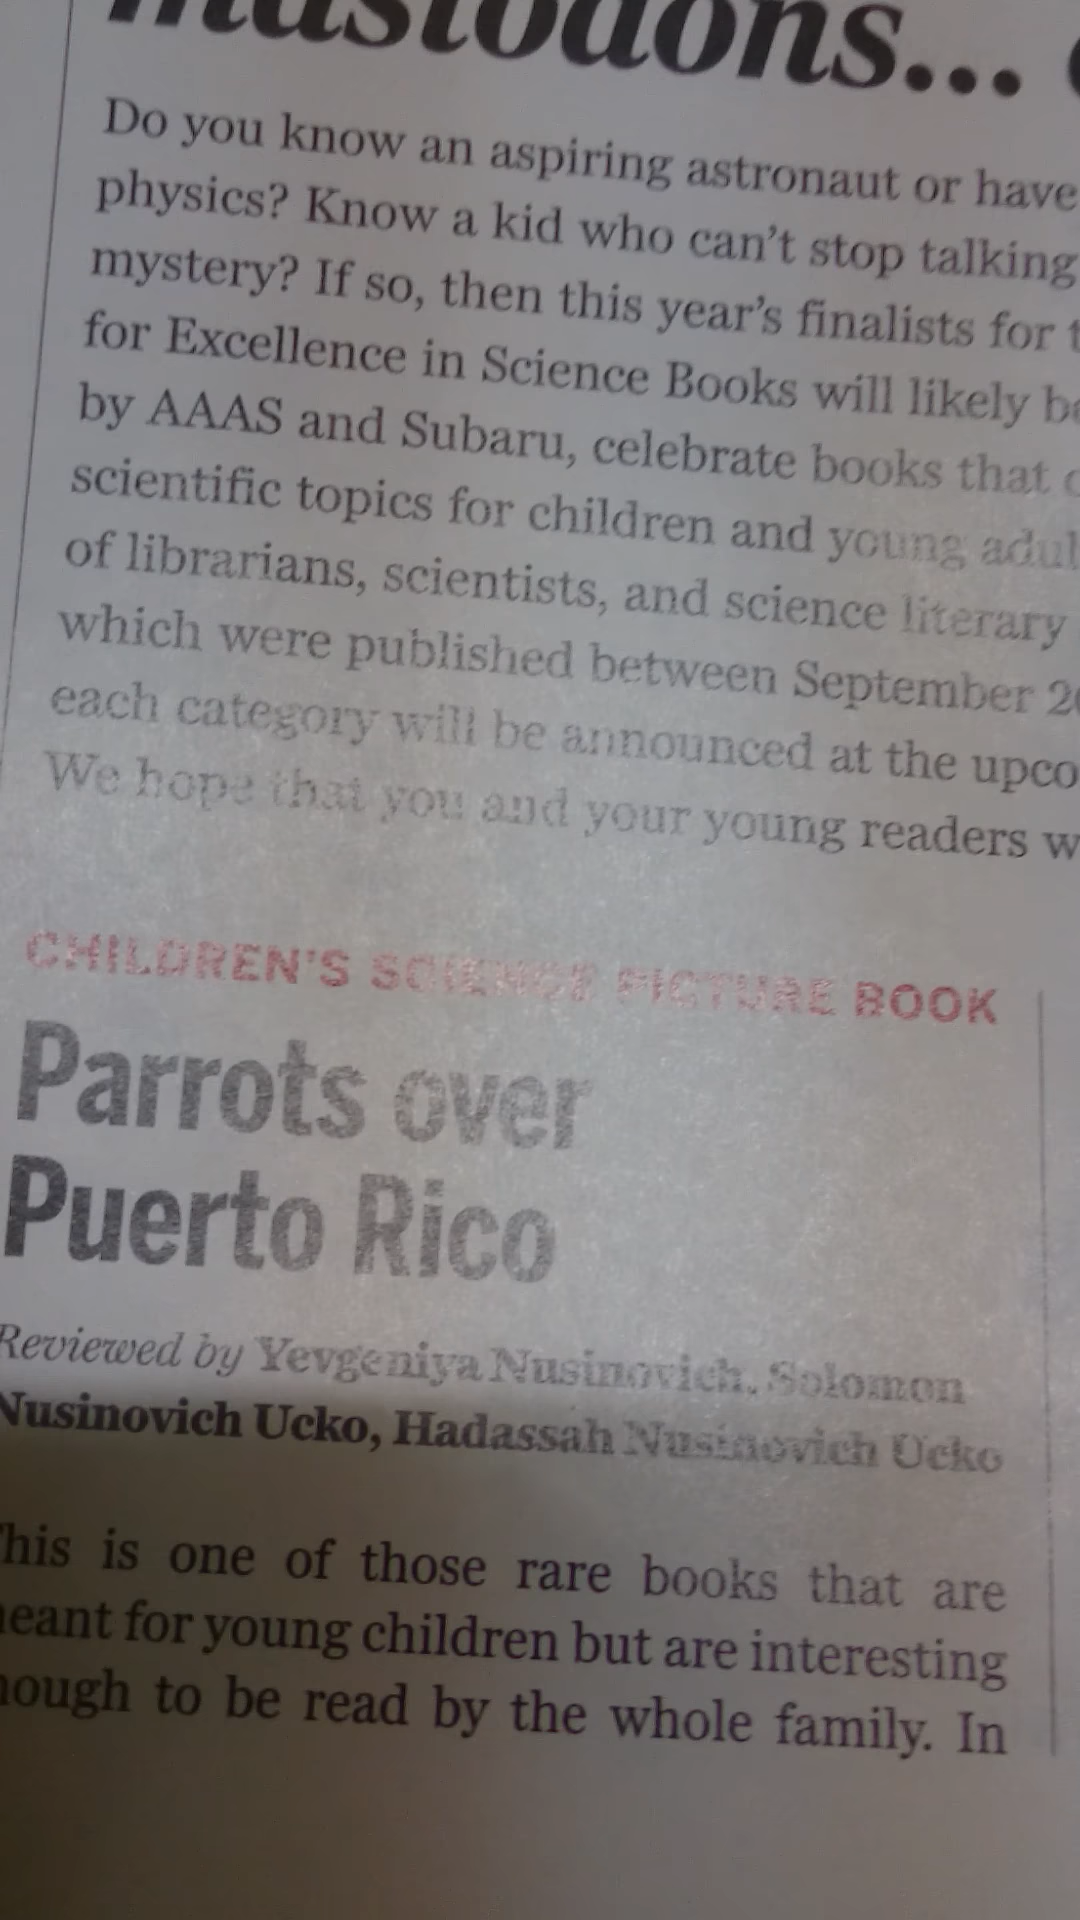 mastodons...
Do you know an aspiring astronaut or have
physics? Know a kid who can’t stop talking
mystery? If so, then this year’s finalists for
for Excellence in Science Books will likely
by AAAS and Subaru, celebrate books that
scientific topics for children and young adul
of librarians, scientists, and science literary
which were published between September 2
each category will be announced at the upco
We hope that you and your young readers w
CHILDREN’S SCIENCE PICTURE BOOK
Parrots over
Puerto Rico
Reviewed by Yevgeniya Nusinovich, Solomon
Nusinovich Ucko, Hadassah Nusinovich Ucko
his is one of those rare books that are
eant for young children but are interesting
nough to be read by the whole family. In